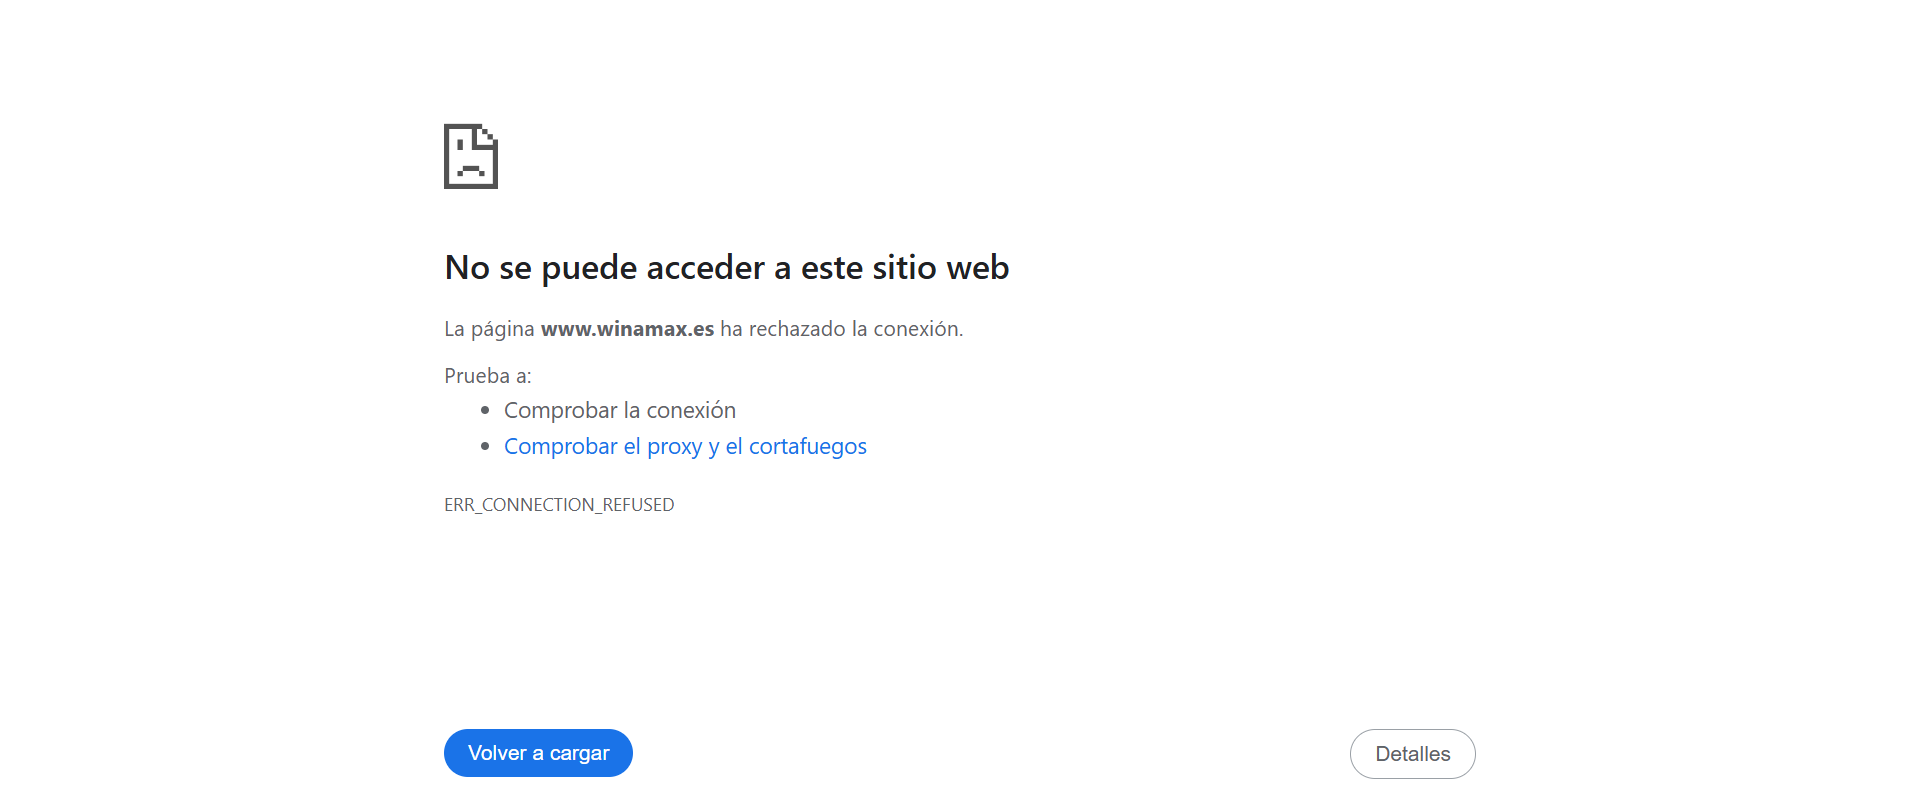 No se puede acceder a este sitio web
La página www.winamax.es ha rechazado la conexión.
Prueba a:
Comprobar la conexión
Comprobar el proxy y el cortafuegos
ERR_CONNECTION_REFUSED
Volver a cargar
Detalles